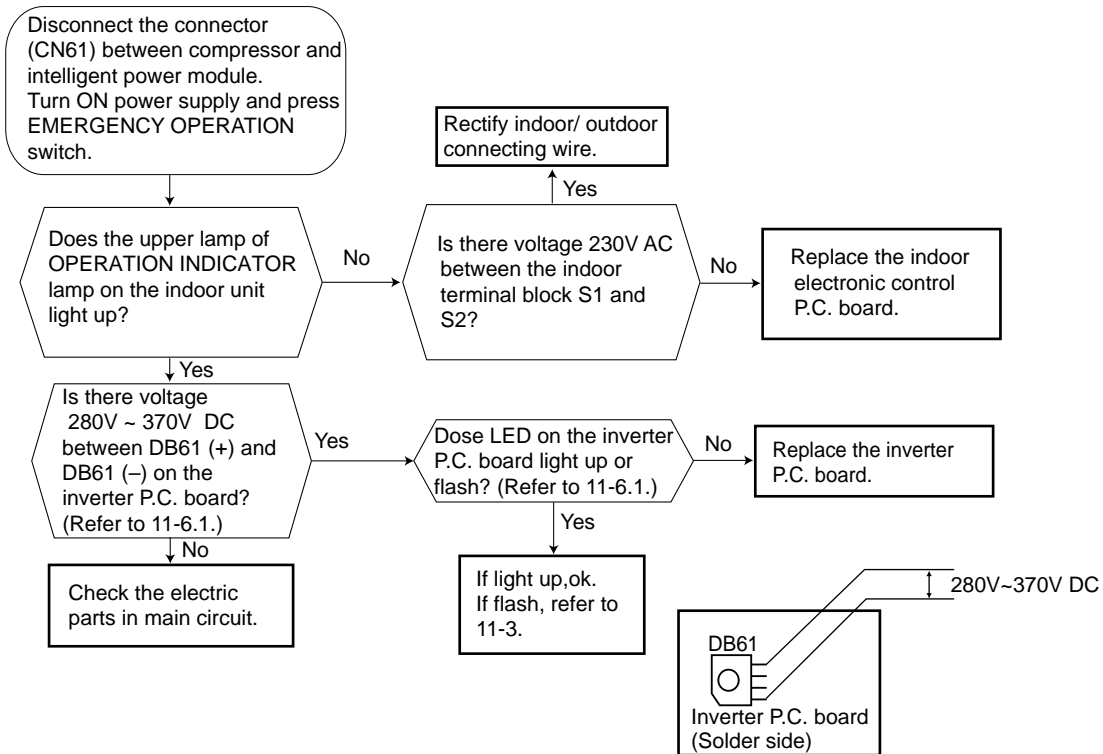 Disconnect the connector
(CN61) between compressor and
intelligent power module.
Turn ON power supply and press
EMERGENCY OPERATION
switch.
Rectify indoor/ outdoor
connecting wire.
Yes
Does the upper lamp of
OPERATION INDICATOR
lamp on the indoor unit
light up?
No
Is there voltage 230V AC
between the indoor
terminal block S1 and
S2?
No
Replace the indoor
electronic control
P.C. board.
Yes
Is there voltage
280V ~ 370V DC
between DB61 (+) and
DB61 (–) on the
inverter P.C. board?
(Refer to 11-6.1.)
Yes
Dose LED on the inverter
P.C. board light up or
flash? (Refer to 11-6.1.)
No
Replace the inverter
P.C. board.
No
Check the electric
parts in main circuit.
Yes
If light up,ok.
If flash, refer to
11-3.
280V~370V DC
DB61
Inverter P.C. board
(Solder side)